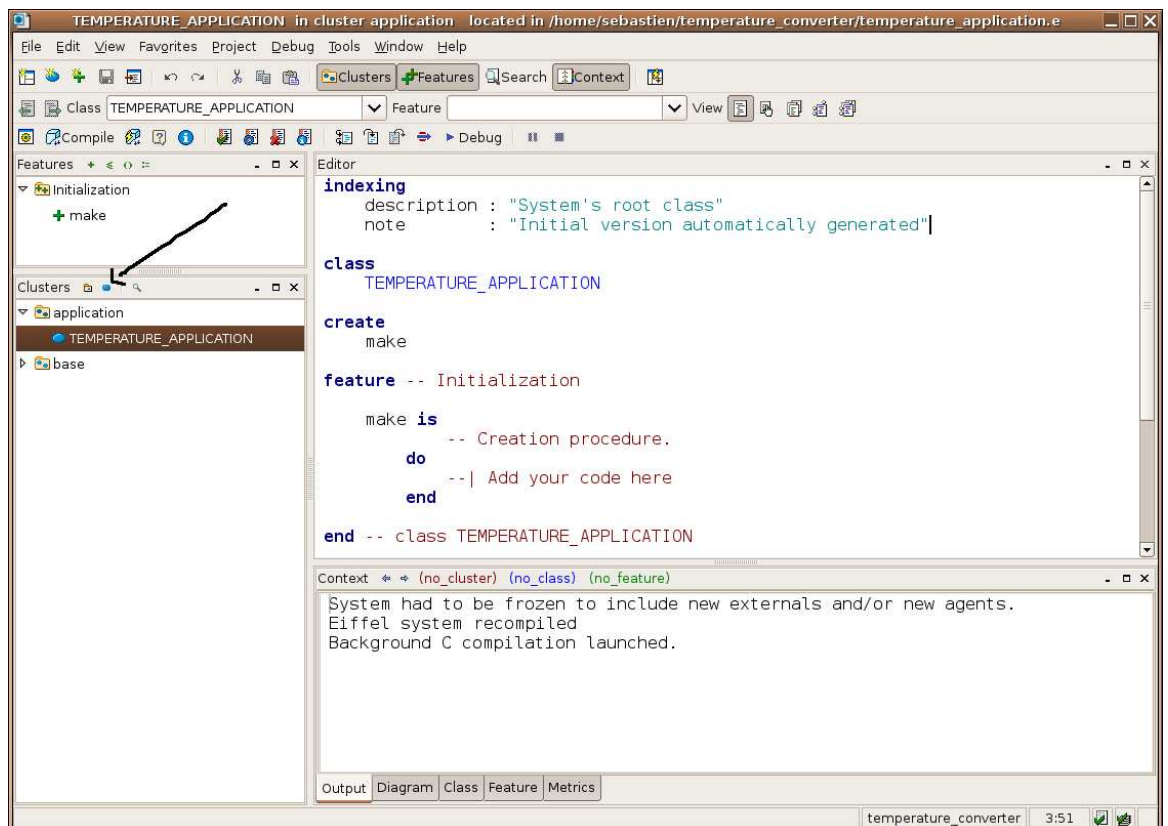 TEMPERATURE_APPLICATION in cluster application located in /home/sebastien/temperature_converter/temperature_application.e
File Edit View Favorites Project Debug Tools Window Help
Clusters Features Search Context
Class TEMPERATURE_APPLICATION Feature View
Compile Debug
Features
Initialization
make
Clusters
application
TEMPERATURE_APPLICATION
base
Editor
indexing
description : "System's root class"
note : "Initial version automatically generated"
class
TEMPERATURE_APPLICATION
create
make
feature -- Initialization
make is
-- Creation procedure.
do
--| Add your code here
end
end -- class TEMPERATURE_APPLICATION
Context (no_cluster) (no_class) (no_feature)
System had to be frozen to include new externals and/or new agents.
Eiffel system recompiled
Background C compilation launched.
Output Diagram Class Feature Metrics
temperature_converter 3:51